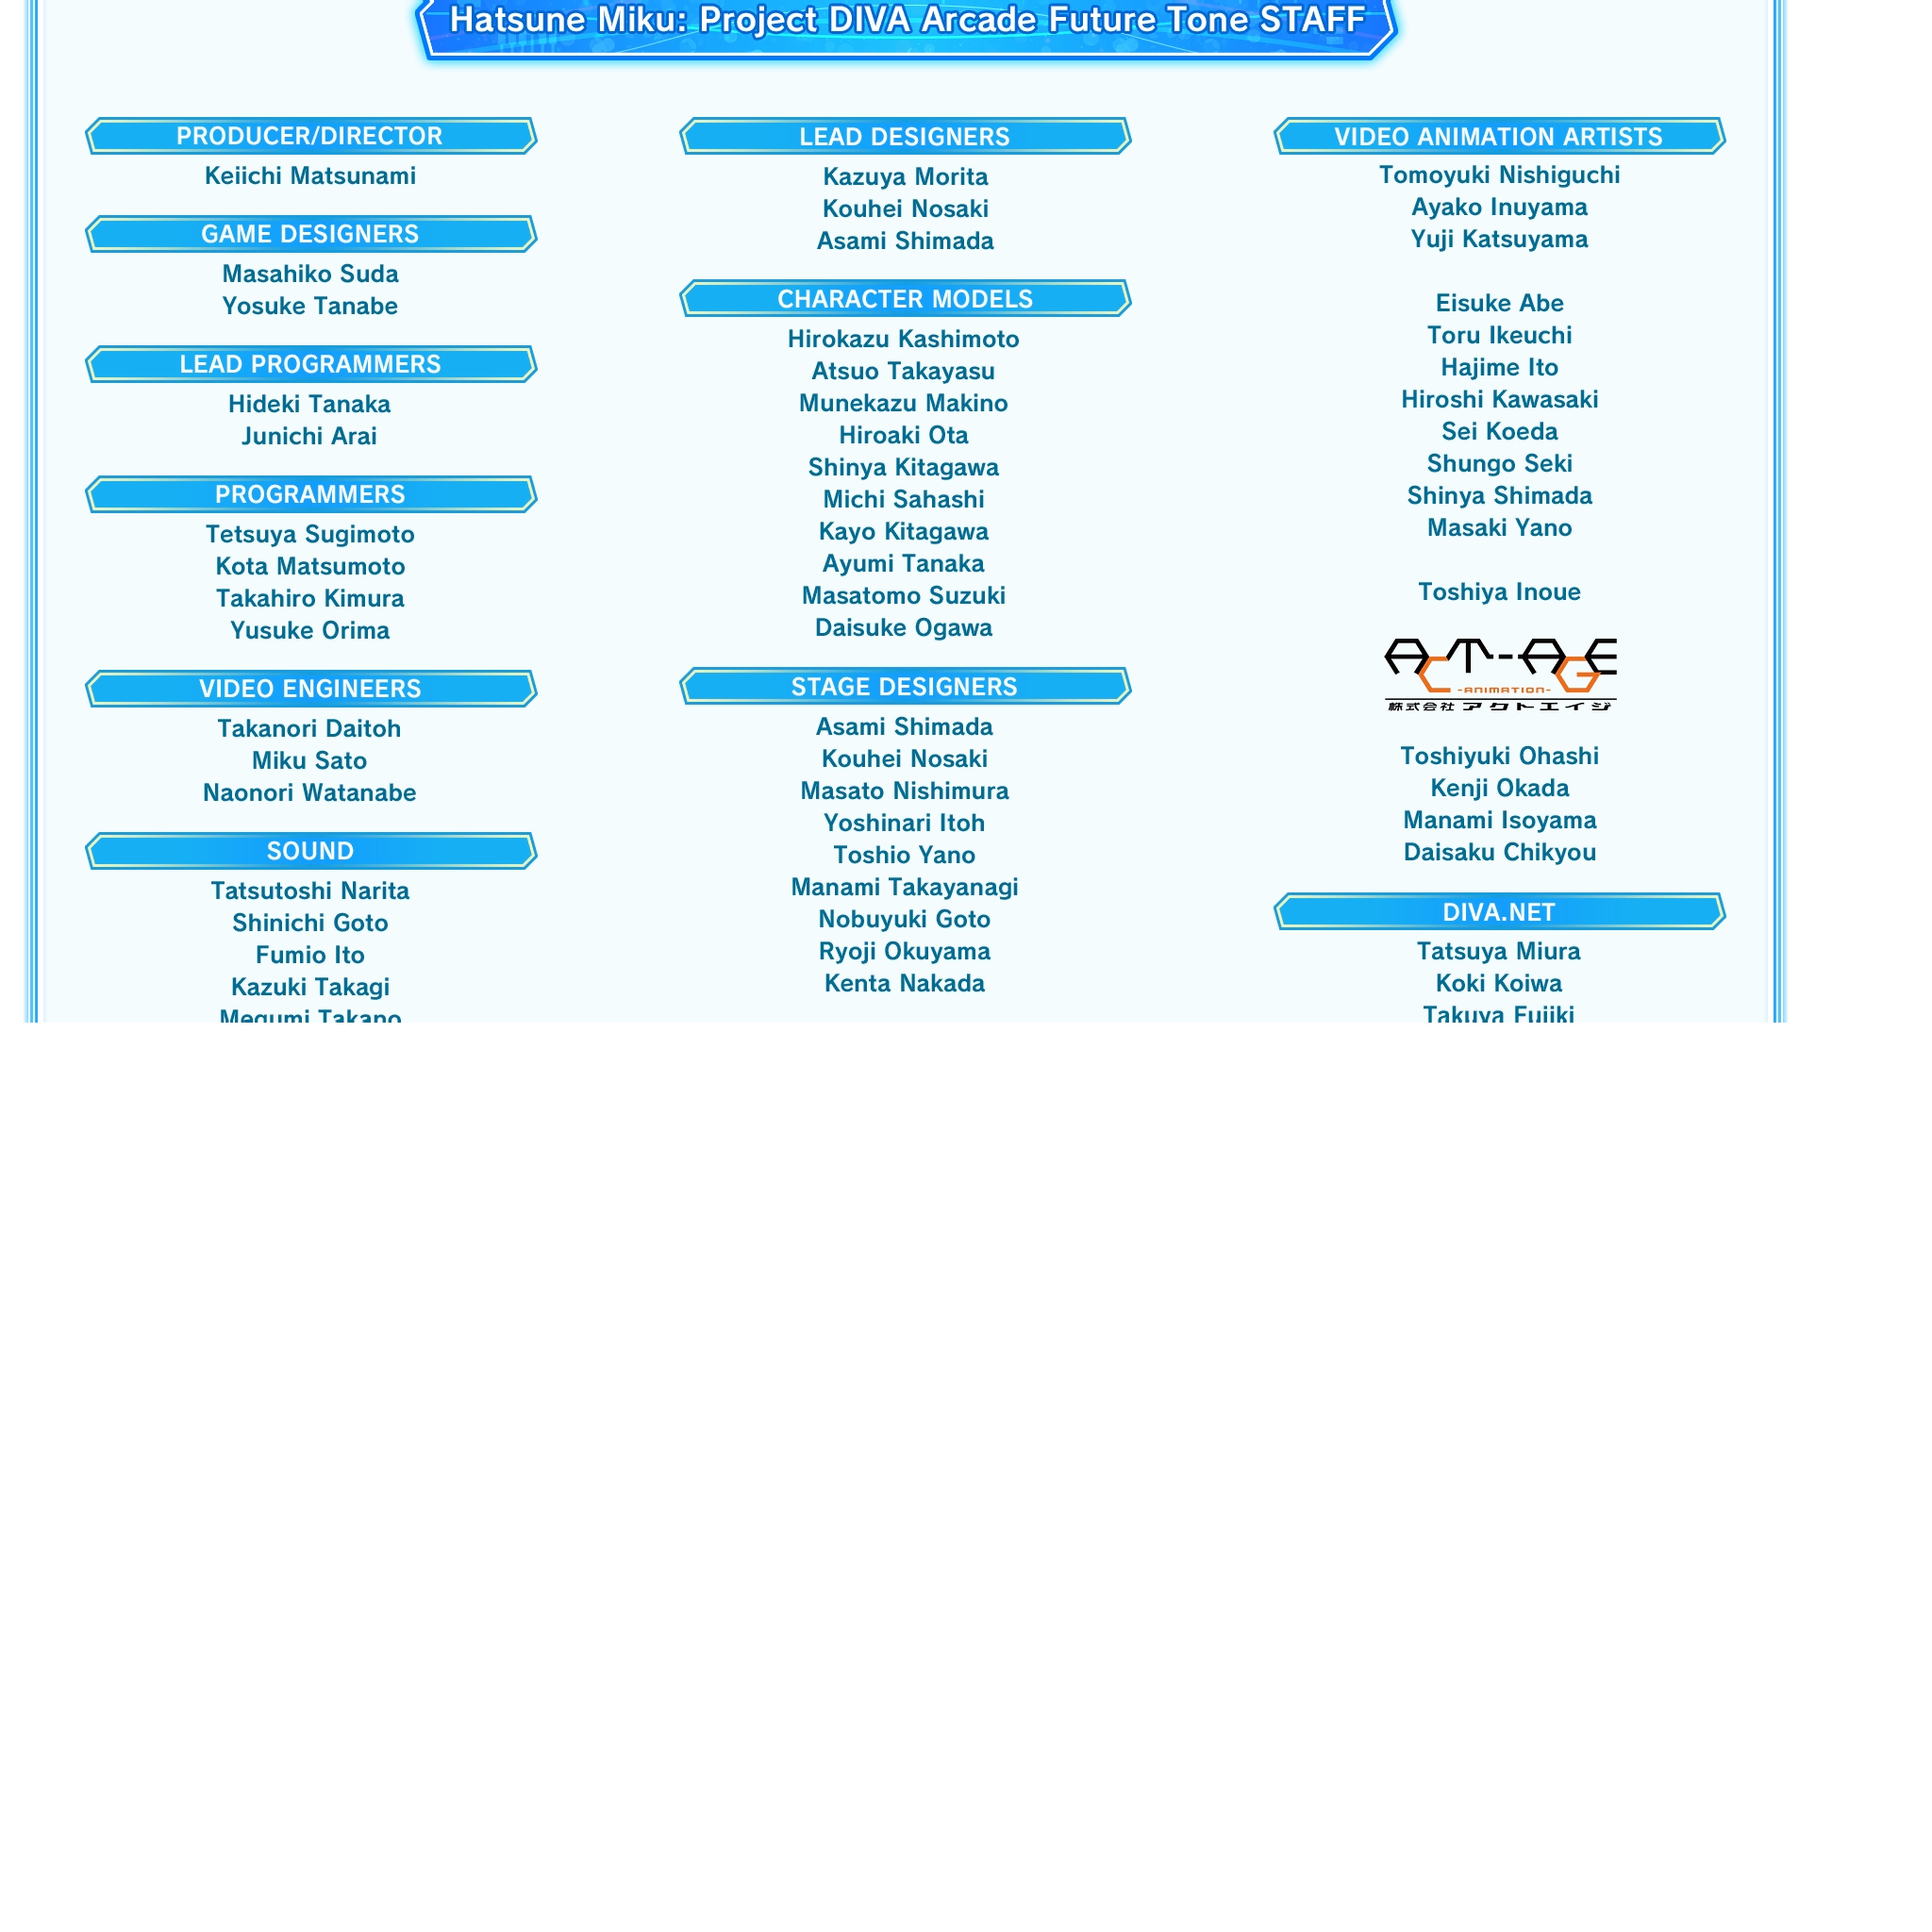 Hatsune Miku: Project DIVA Arcade Future Tone STAFF
PRODUCER/DIRECTOR
Keiichi Matsunami
GAME DESIGNERS
Masahiko Suda
Yosuke Tanabe
LEAD PROGRAMMERS
Hideki Tanaka
Junichi Arai
PROGRAMMERS
Tetsuya Sugimoto
Kota Matsumoto
Takahiro Kimura
Yusuke Orima
VIDEO ENGINEERS
Takanori Daitoh
Miku Sato
Naonori Watanabe
SOUND
Tatsutoshi Narita
Shinichi Goto
Fumio Ito
Kazuki Takagi
Megumi Takano
LEAD DESIGNERS
Kazuya Morita
Kouhei Nosaki
Asami Shimada
CHARACTER MODELS
Hirokazu Kashimoto
Atsuo Takayasu
Munekazu Makino
Hiroaki Ota
Shinya Kitagawa
Michi Sahashi
Kayo Kitagawa
Ayumi Tanaka
Masatomo Suzuki
Daisuke Ogawa
STAGE DESIGNERS
Asami Shimada
Kouhei Nosaki
Masato Nishimura
Yoshinari Itoh
Toshio Yano
Manami Takayanagi
Nobuyuki Goto
Ryoji Okuyama
Kenta Nakada
VIDEO ANIMATION ARTISTS
Tomoyuki Nishiguchi
Ayako Inuyama
Yuji Katsuyama
Eisuke Abe
Toru Ikeuchi
Hajime Ito
Hiroshi Kawasaki
Sei Koeda
Shungo Seki
Shinya Shimada
Masaki Yano
Toshiya Inoue
ACT-AGE
-ANIMATION-
株式会社アクトエイジ
Toshiyuki Ohashi
Kenji Okada
Manami Isoyama
Daisaku Chikyou
DIVA.NET
Tatsuya Miura
Koki Koiwa
Takuya Fujiki